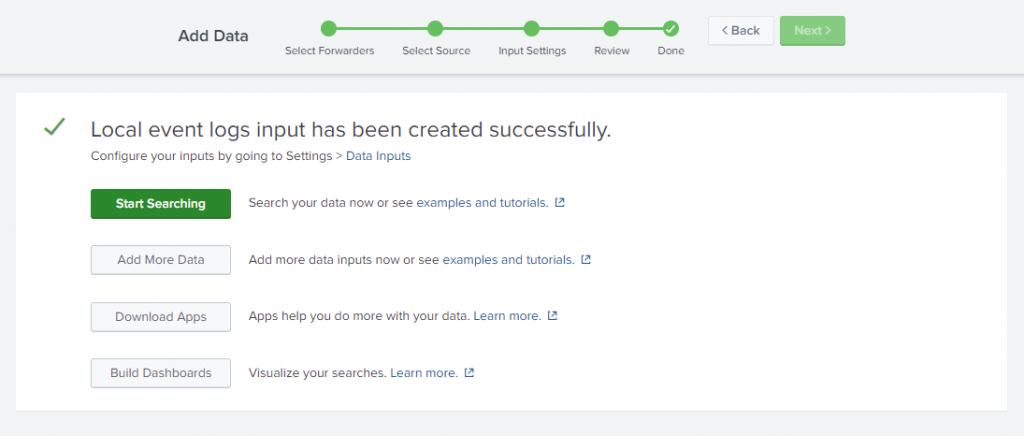 Add Data
Select Forwarders
Select Source
Input Settings
Review
Done
< Back
Next >
Local event logs input has been created successfully.
Configure your inputs by going to Settings > Data Inputs
Start Searching
Search your data now or see examples and tutorials.
Add More Data
Add more data inputs now or see examples and tutorials.
Download Apps
Apps help you do more with your data. Learn more.
Build Dashboards
Visualize your searches. Learn more.